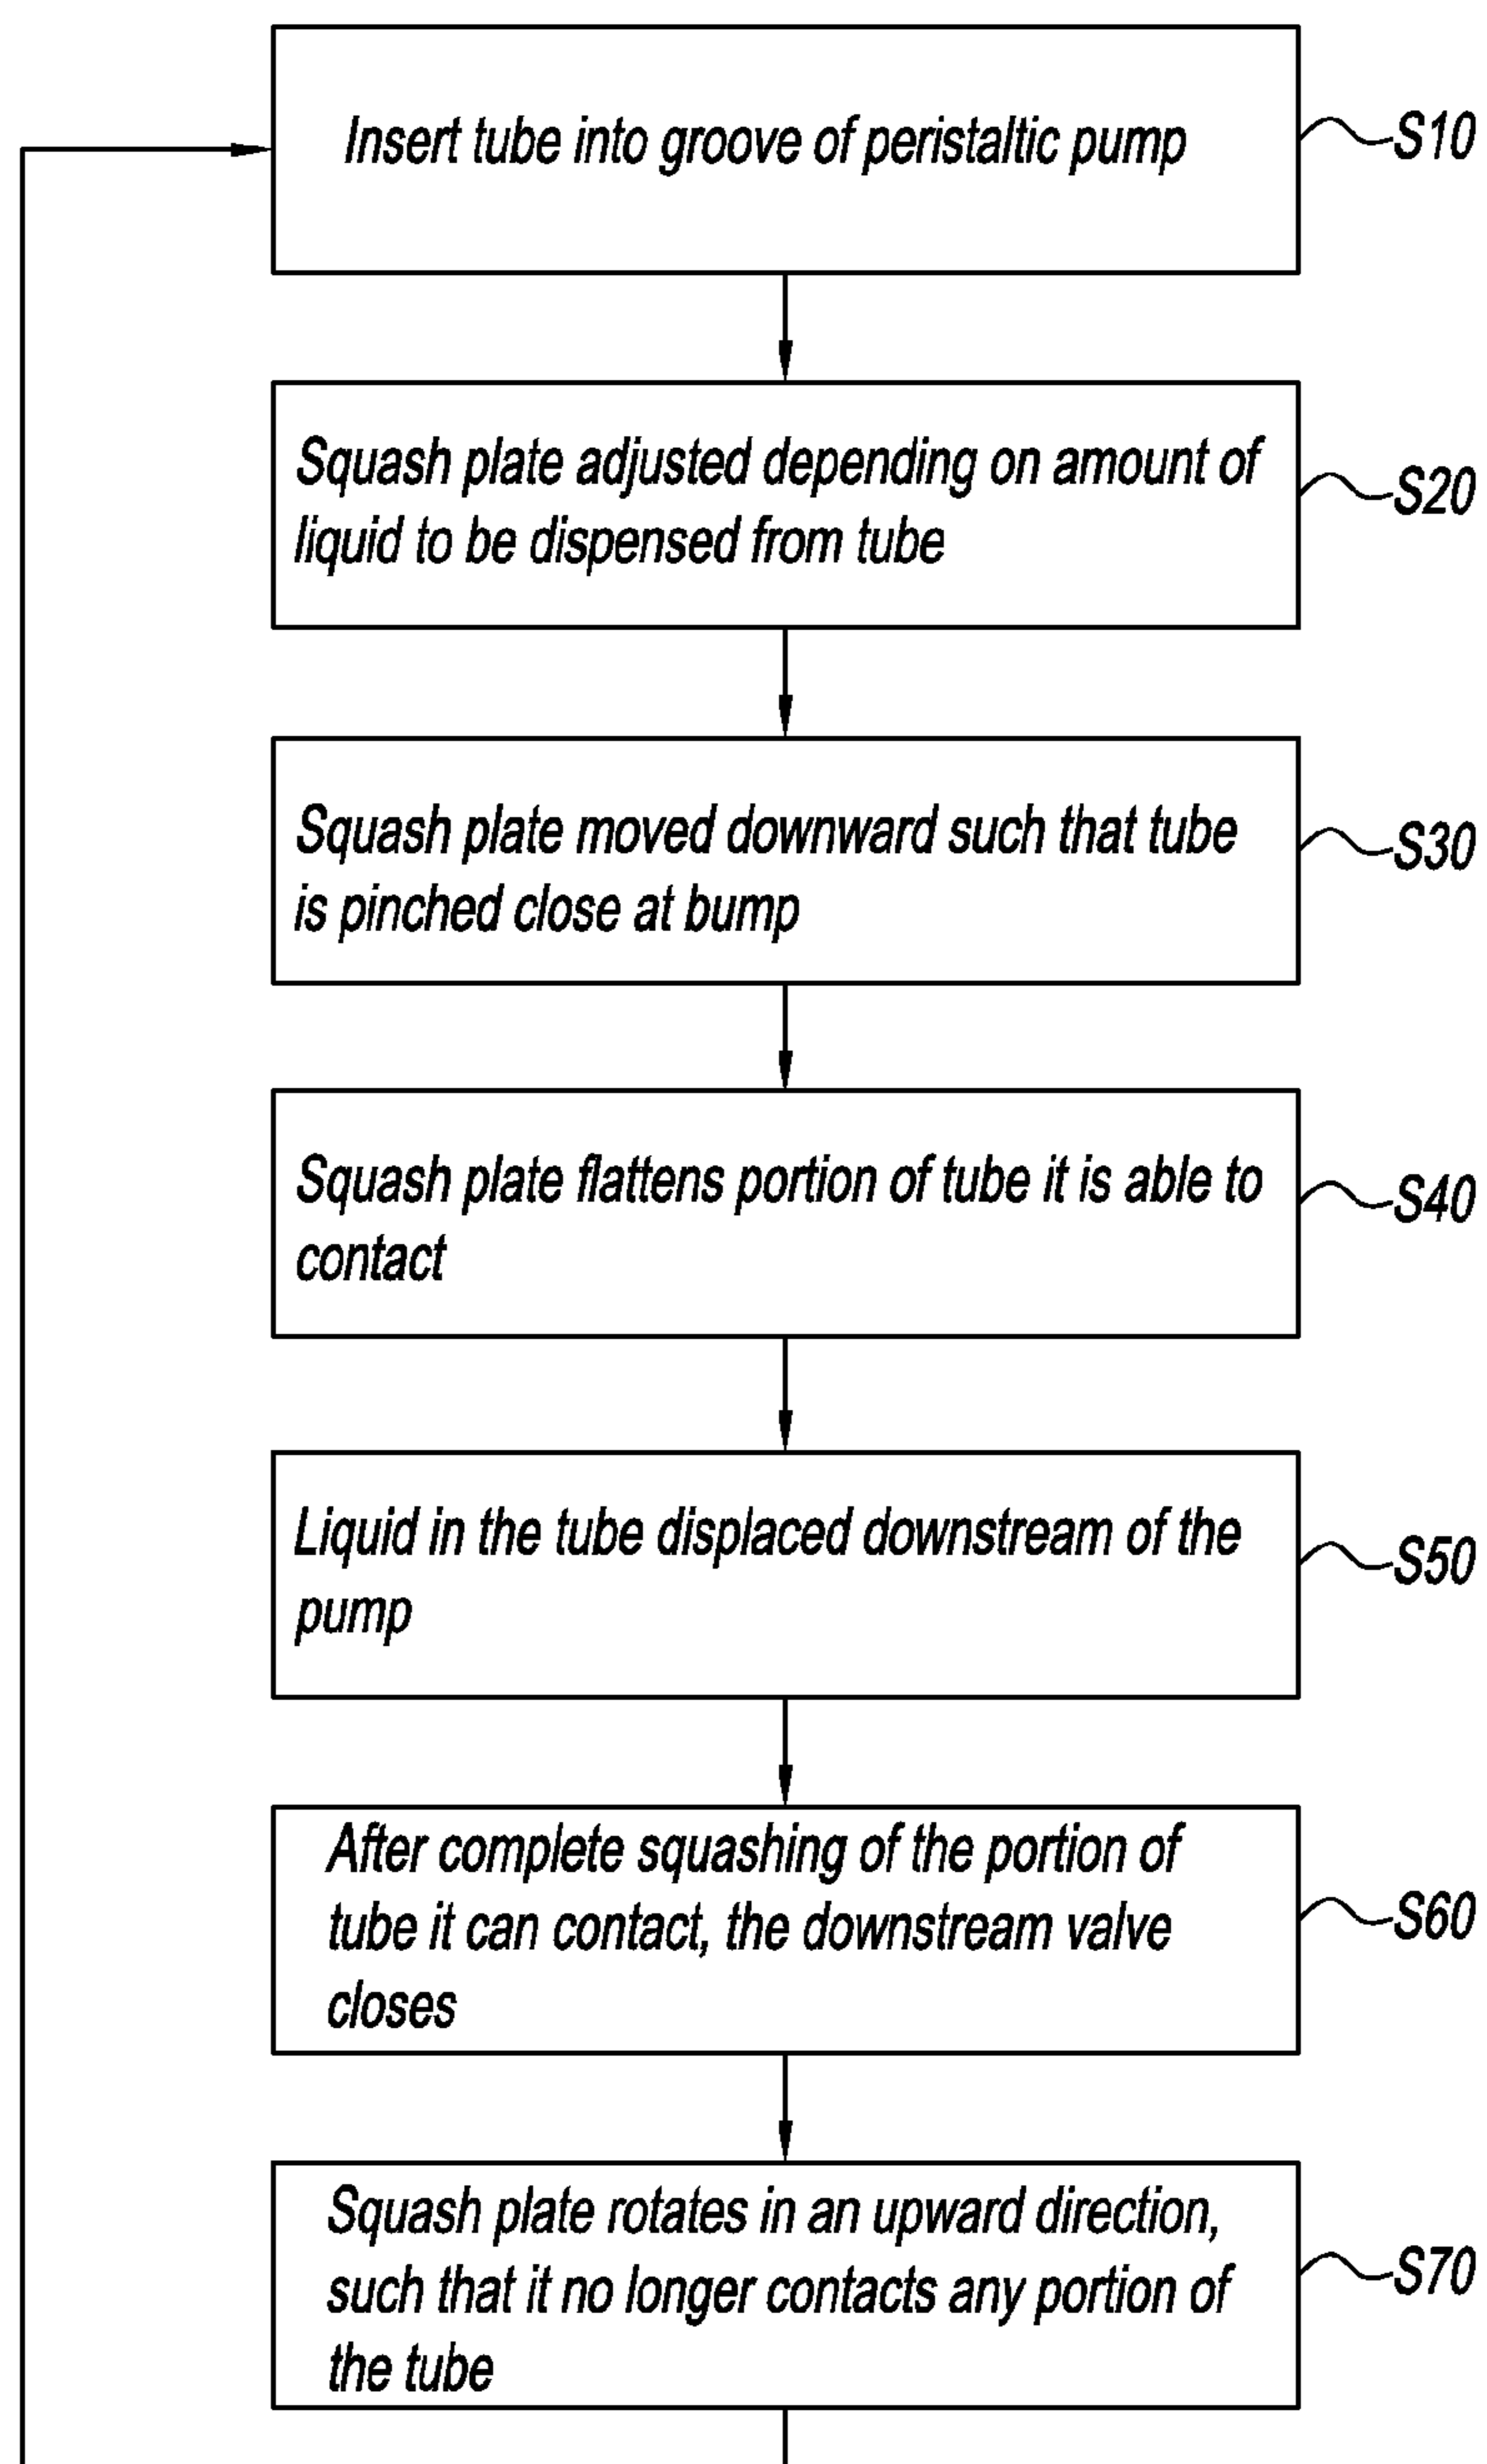 Insert tube into groove of peristaltic pump
S10
Squash plate adjusted depending on amount of
liquid to be dispensed from tube
S20
Squash plate moved downward such that tube
is pinched close at bump
S30
Squash plate flattens portion of tube it is able to
contact
S40
Liquid in the tube displaced downstream of the
pump
S50
After complete squashing of the portion of
tube it can contact, the downstream valve
closes
S60
Squash plate rotates in an upward direction,
such that it no longer contacts any portion of
the tube
S70